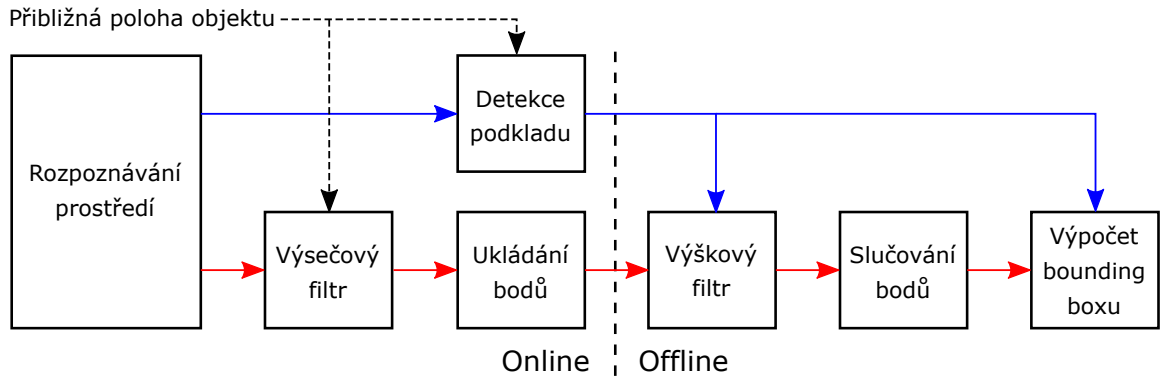 Přibližná poloha objektu
Detekce
podkladu
Rozpoznávání
prostředí
Výsečový
filtr
Ukládání
bodů
Výškový
filtr
Slučování
bodů
Výpočet
bounding
boxu
Online
Offline